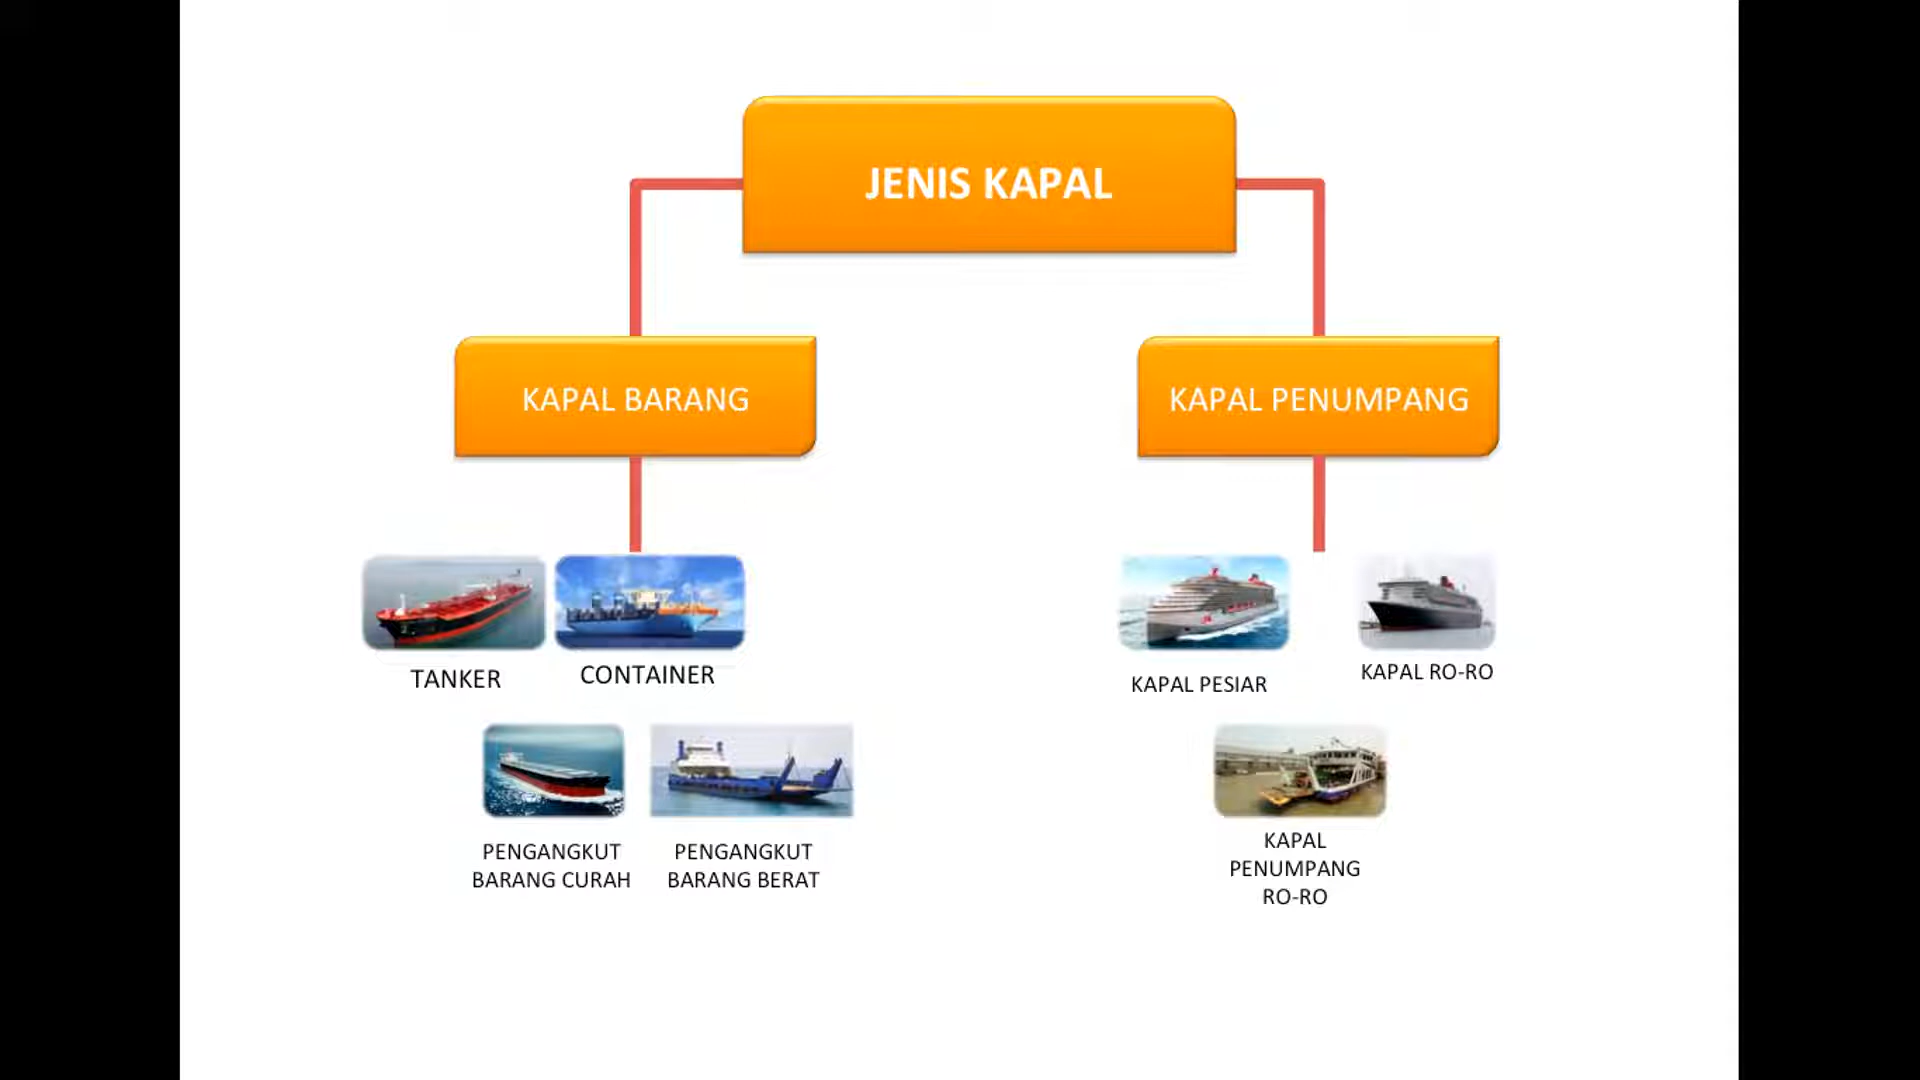 JENIS KAPAL
KAPAL BARANG
KAPAL PENUMPANG
TANKER
CONTAINER
KAPAL PESIAR
KAPAL RO-RO
PENGANGKUT
BARANG CURAH
PENGANGKUT
BARANG BERAT
KAPAL
PENUMPANG
RO-RO